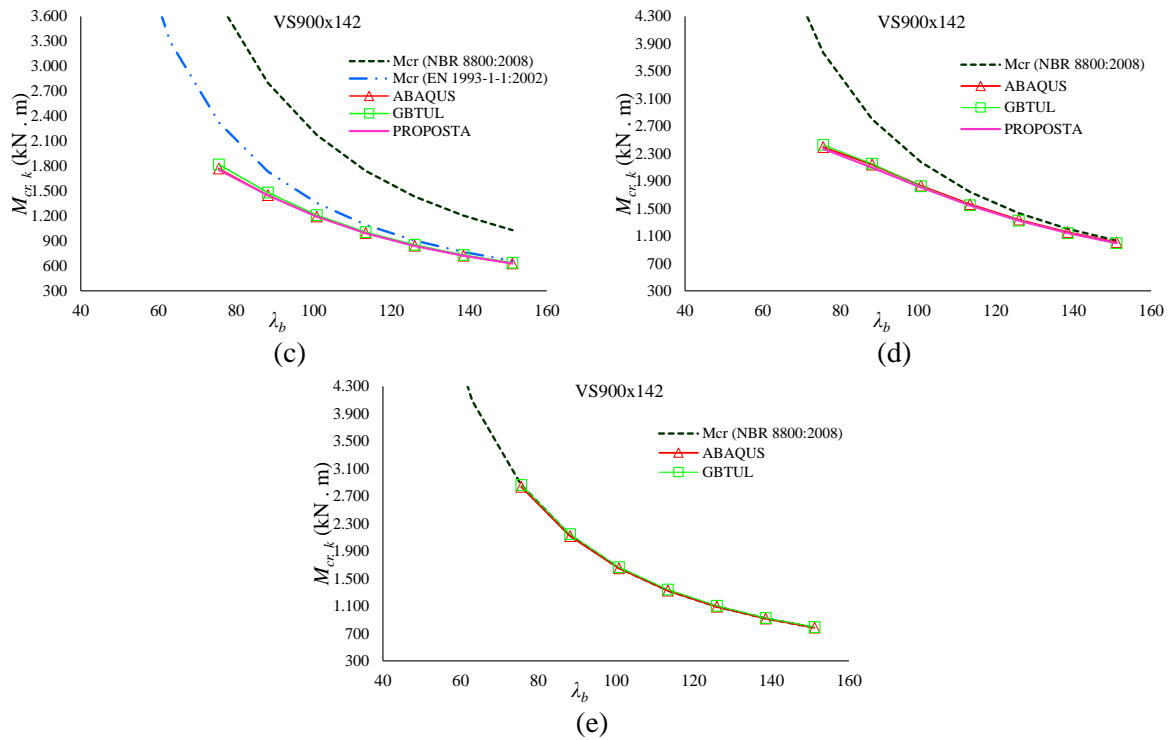 VS900x142
M_cr_k (kN . m)
3.600
3.300
3.000
2.700
2.400
2.100
1.800
1.500
1.200
900
600
300
Mcr (NBR 8800:2008)
Mcr (EN 1993-1-1:2002)
ABAQUS
GBTUL
PROPOSTA
40 60 80 100 120 140 160
λ_b
(c)
VS900x142
M_cr_k (kN . m)
4.300
3.900
3.500
3.100
2.700
2.300
1.900
1.500
1.100
700
300
Mcr (NBR 8800:2008)
ABAQUS
GBTUL
PROPOSTA
40 60 80 100 120 140 160
λ_b
(d)
VS900x142
M_cr_k (kN . m)
4.300
3.900
3.500
3.100
2.700
2.300
1.900
1.500
1.100
700
300
Mcr (NBR 8800:2008)
ABAQUS
GBTUL
40 60 80 100 120 140 160
λ_b
(e)